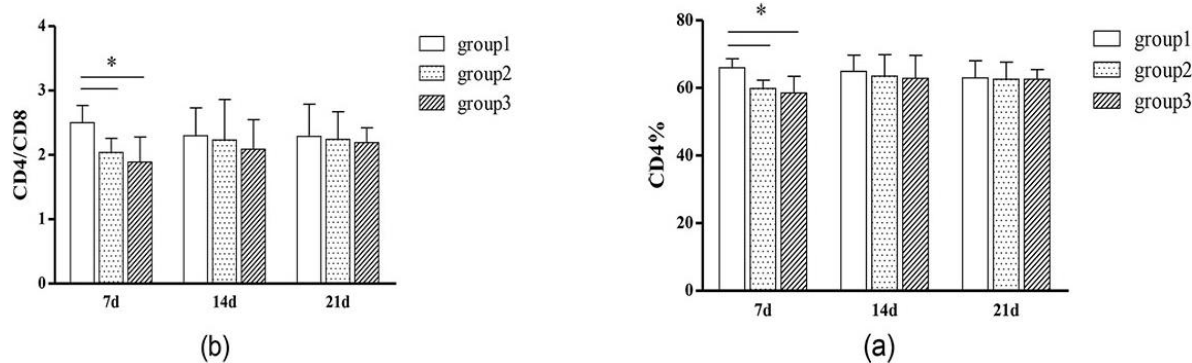 4
3
2
1
0
CD4/CD8
*
7d
14d
21d
group1
group2
group3
(b)
80
60
40
20
0
CD4%
*
7d
14d
21d
group1
group2
group3
(a)